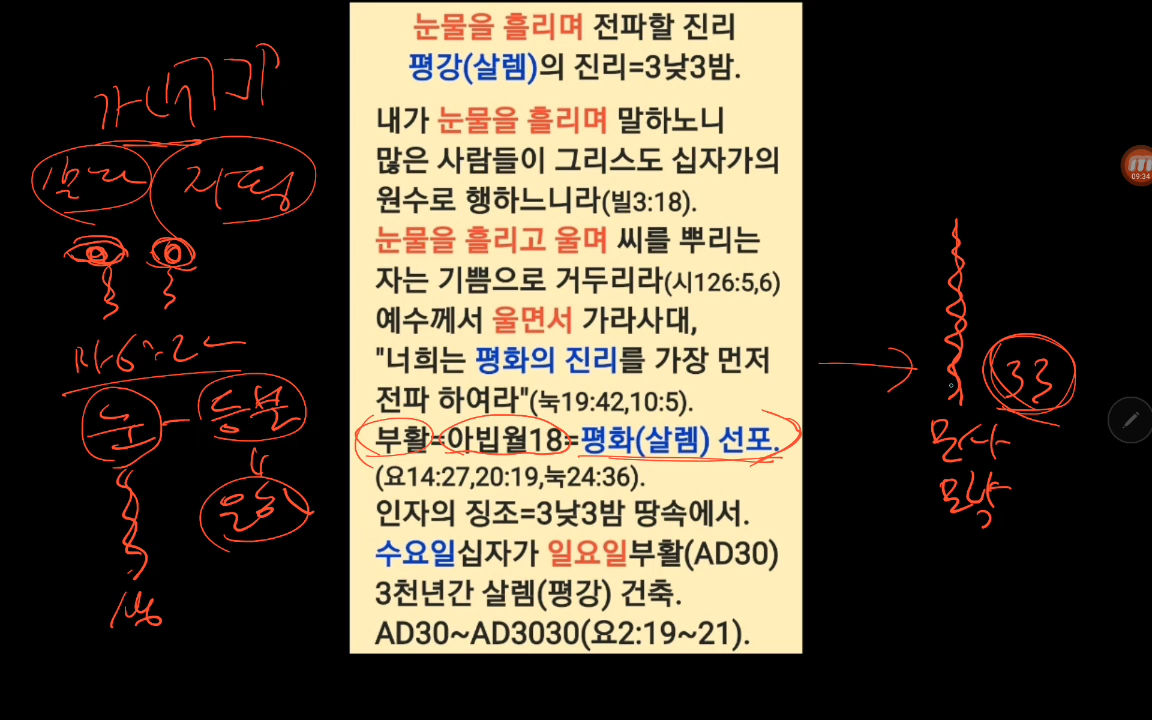 눈물을 흘리며 전파할 진리
평강(살렘)의 진리=3낮3밤.
내가 눈물을 흘리며 말하노니
많은 사람들이 그리스도 십자가의
원수로 행하느니라(빌3:18).
눈물을 흘리고 울며 씨를 뿌리는
자는 기쁨으로 거두리라(시126:5,6)
예수께서 울면서 가라사대,
"너희는 평화의 진리를 가장 먼저
전파 하여라"(눅19:42,10:5).
부활=아빕월18=평화(살렘) 선포.
(요14:27,20:19,눅24:36).
인자의 징조=3낮3밤 땅속에서.
수요일십자가 일요일부활(AD30)
3천년간 살렘(평강) 건축.
AD30~AD3030(요2:19~21).
마6:22
눈 - 등불
33
09:34